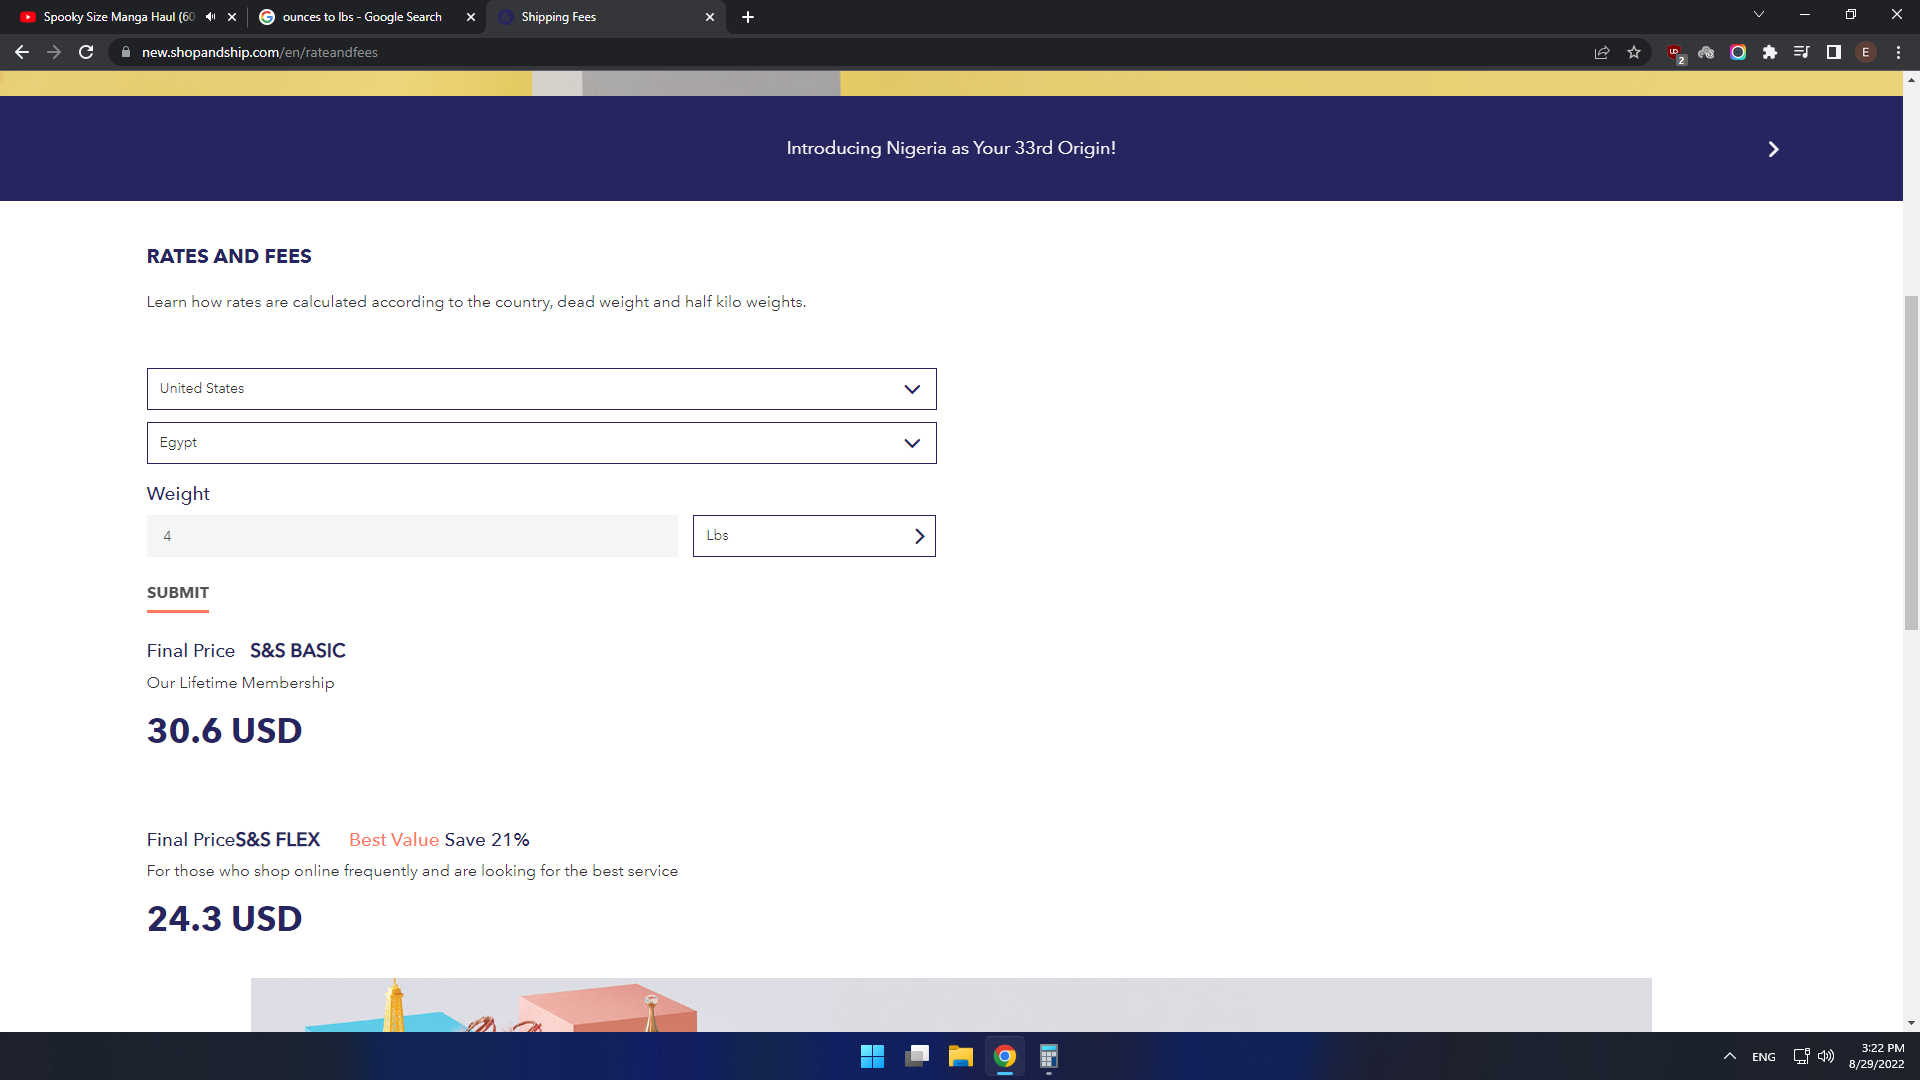 Spooky Size Manga Haul (60
ounces to lbs - Google Search
Shipping Fees
new.shopandship.com/en/rateandfees
2
E
Introducing Nigeria as Your 33rd Origin!
RATES AND FEES
Learn how rates are calculated according to the country, dead weight and half kilo weights.
United States
Egypt
Weight
4
Lbs
SUBMIT
Final Price S&S BASIC
Our Lifetime Membership
30.6 USD
Final PriceS&S FLEX Best Value Save 21%
For those who shop online frequently and are looking for the best service
24.3 USD
ENG
3:22 PM
8/29/2022